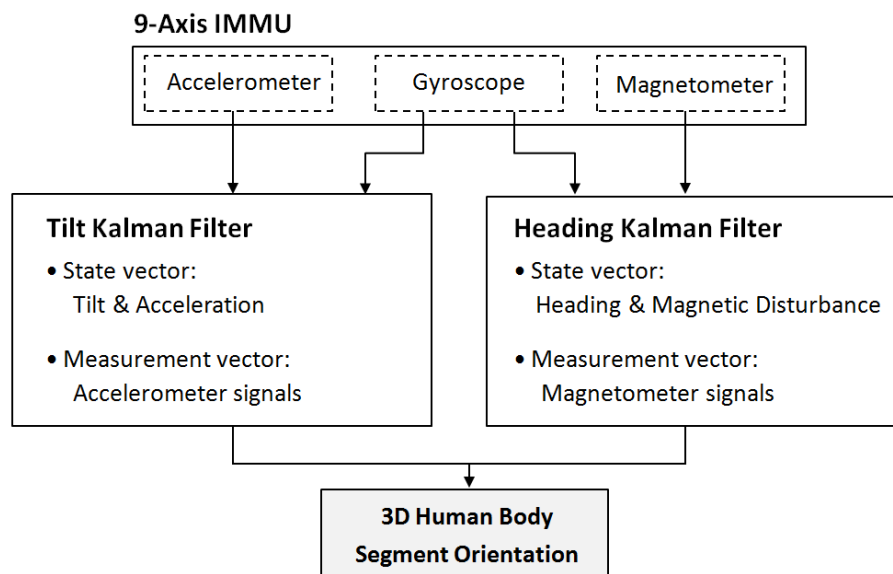 9-Axis IMMU
Accelerometer
Gyroscope
Magnetometer
Tilt Kalman Filter
• State vector:
Tilt & Acceleration
• Measurement vector:
Accelerometer signals
Heading Kalman Filter
• State vector:
Heading & Magnetic Disturbance
• Measurement vector:
Magnetometer signals
3D Human Body
Segment Orientation